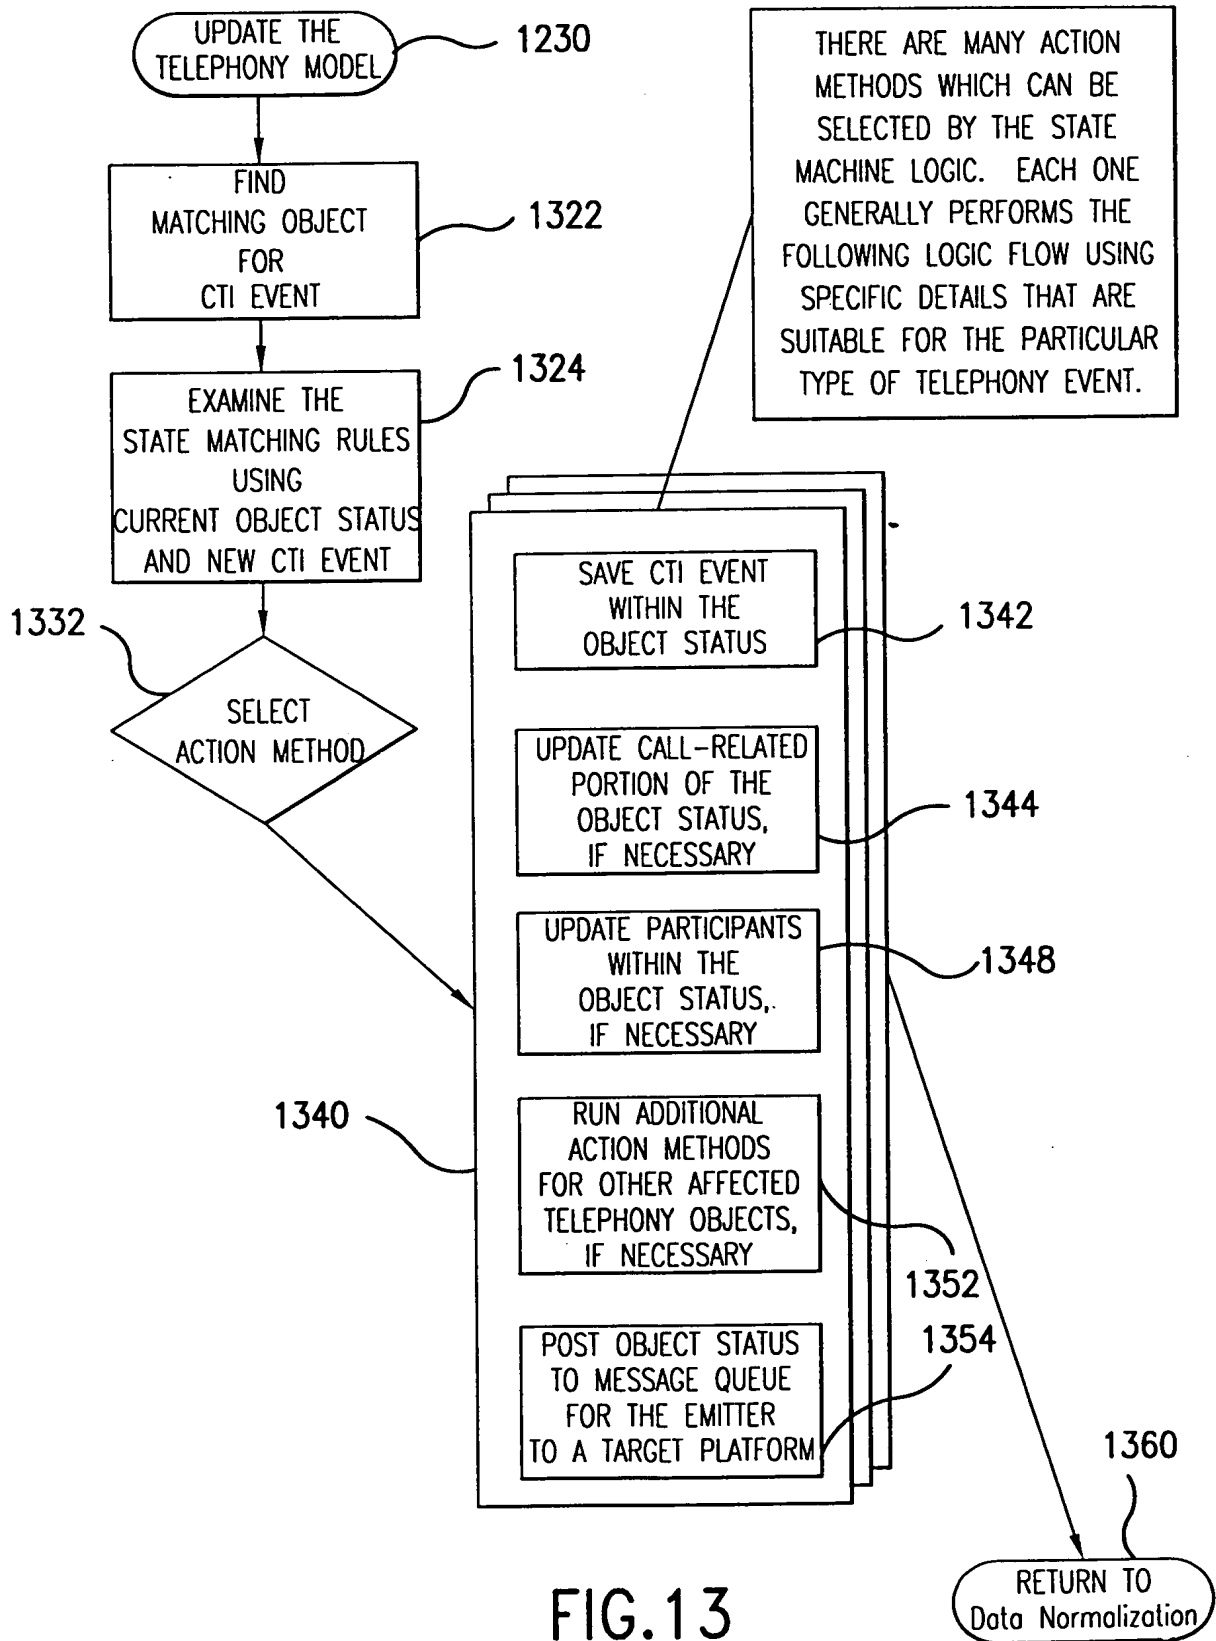 UPDATE THE
TELEPHONY MODEL
1230
THERE ARE MANY ACTION
METHODS WHICH CAN BE
SELECTED BY THE STATE
MACHINE LOGIC. EACH ONE
GENERALLY PERFORMS THE
FOLLOWING LOGIC FLOW USING
SPECIFIC DETAILS THAT ARE
SUITABLE FOR THE PARTICULAR
TYPE OF TELEPHONY EVENT.
FIND
MATCHING OBJECT
FOR
CTI EVENT
1322
EXAMINE THE
STATE MATCHING RULES
USING
CURRENT OBJECT STATUS
AND NEW CTI EVENT
1324
1332
SELECT
ACTION METHOD
SAVE CTI EVENT
WITHIN THE
OBJECT STATUS
1342
UPDATE CALL-RELATED
PORTION OF THE
OBJECT STATUS,
IF NECESSARY
1344
UPDATE PARTICIPANTS
WITHIN THE
OBJECT STATUS,
IF NECESSARY
1348
1340
RUN ADDITIONAL
ACTION METHODS
FOR OTHER AFFECTED
TELEPHONY OBJECTS,
IF NECESSARY
1352
POST OBJECT STATUS
TO MESSAGE QUEUE
FOR THE EMITTER
TO A TARGET PLATFORM
1354
1360
RETURN TO
Data Normalization
FIG.13